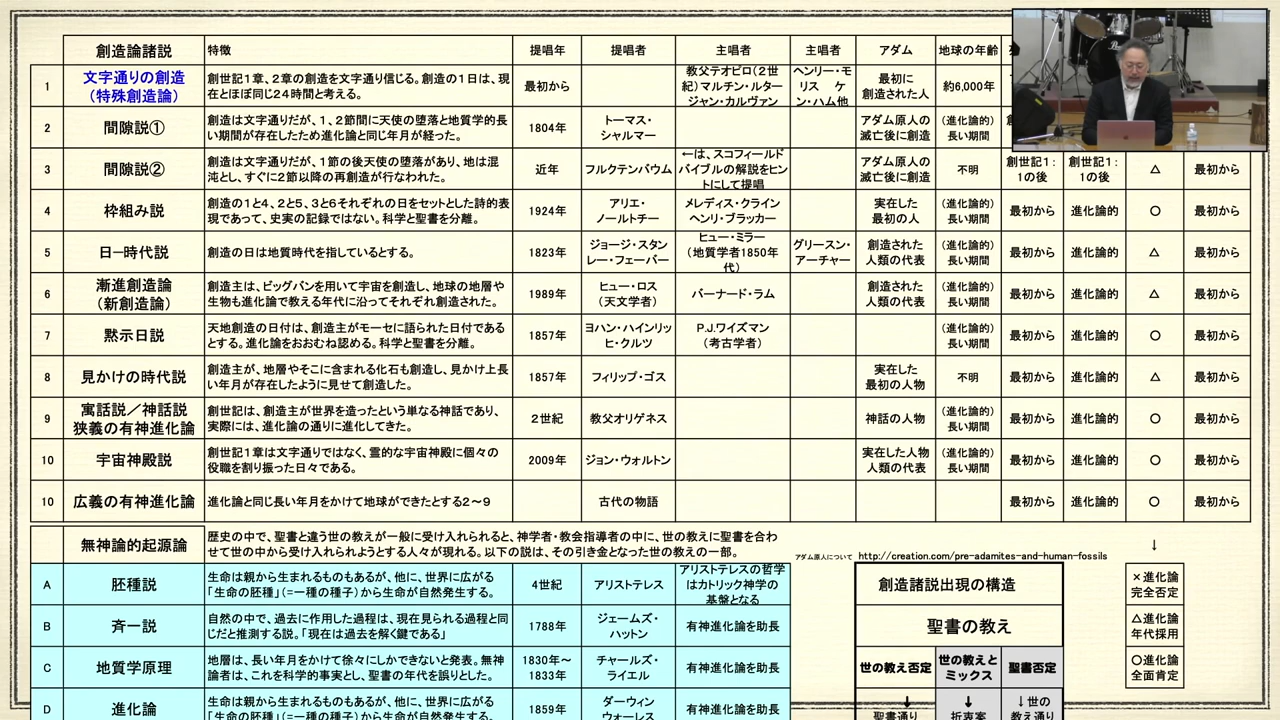 創造論諸説 特徴 提唱年 提唱者 主唱者 主唱者 アダム 地球の年齢
1 文字通りの創造 (特殊創造論) 創世記1章、2章の創造を文字通り信じる。創造の1日は、現在とほぼ同じ24時間と考える。 最初から 教父テオピロ(2世紀)マルチン・ルター ジャン・カルヴァン ヘンリー・モリス ケン・ハム他 最初に創造された人 約6,000年
2 間隙説① 創造は文字通りだが、1、2節間に天使の堕落と地質学的長い期間が存在したため進化論と同じ年月が経った。 1804年 トーマス・シャルマー アダム原人の滅亡後に創造 (進化論的)長い期間
3 間隙説② 創造は文字通りだが、1節の後天使の堕落があり、地は混沌とし、すぐに2節以降の再創造が行なわれた。 近年 フルクテンバウム ←は、スコフィールドバイブルの解説をヒントにして提唱 アダム原人の滅亡後に創造 不明 創世記1:1の後 創世記1:1の後 △ 最初から
4 枠組み説 創造の1と4、2と5、3と6それぞれの日をセットとした詩的表現であって、史実の記録ではない。科学と聖書を分離。 1924年 アリエ・ノールトチー メレディス・クライン ヘンリ・ブラッカー 実在した最初の人 (進化論的)長い期間 最初から 進化論的 〇 最初から
5 日―時代説 創造の日は地質時代を指しているとする。 1823年 ジョージ・スタンレー・フェーバー ヒュー・ミラー(地質学者1850年代) グリースン・アーチャー 創造された人類の代表 (進化論的)長い期間 最初から 進化論的 △ 最初から
6 漸進創造論 (新創造論) 創造主は、ビッグバンを用いて宇宙を創造し、地球の地層や生物も進化論で教える年代に沿ってそれぞれ創造された。 1989年 ヒュー・ロス(天文学者) バーナード・ラム 創造された人類の代表 (進化論的)長い期間 最初から 進化論的 △ 最初から
7 黙示日説 天地創造の日付は、創造主がモーセに語られた日付であるとする。進化論をおおむね認める。科学と聖書を分離。 1857年 ヨハン・ハインリッヒ・クルツ P.J.ワイズマン(考古学者) (進化論的)長い期間 最初から 進化論的 〇 最初から
8 見かけの時代説 創造主が、地層やそこに含まれる化石も創造し、見かけ上長い年月が存在したように見せて創造した。 1857年 フィリップ・ゴス 実在した最初の人物 不明 最初から 進化論的 △ 最初から
9 寓話説/神話説 狭義の有神進化論 創世記は、創造主が世界を造ったという単なる神話であり、実際には、進化論の通りに進化してきた。 2世紀 教父オリゲネス 神話の人物 (進化論的)長い期間 最初から 進化論的 〇 最初から
10 宇宙神殿説 創世記1章は文字通りではなく、霊的な宇宙神殿に個々の役職を割り振った日々である。 2009年 ジョン・ウォルトン 実在した人物人類の代表 (進化論的)長い期間 最初から 進化論的 〇 最初から
10 広義の有神進化論 進化論と同じ長い年月をかけて地球ができたとする2~9 古代の物語 最初から 進化論的 〇 最初から
無神論的起源論 歴史の中で、聖書と違う世の教えが一般に受け入れられると、神学者・教会指導者の中に、世の教えに聖書を合わせて世の中から受け入れられようとする人々が現れる。以下の説は、その引き金となった世の教えの一部。
アダム原人について http://creation.com/pre-adamites-and-human-fossils ↓
A 胚種説 生命は親から生まれるものもあるが、他に、世界に広がる「生命の胚種」(=一種の種子)から生命が自然発生する。 4世紀 アリストテレス アリストテレスの哲学はカトリック神学の基盤となる
B 斉一説 自然の中で、過去に作用した過程は、現在見られる過程と同じだと推測する説。「現在は過去を解く鍵である」 1788年 ジェームズ・ハットン 有神進化論を助長
C 地質学原理 地層は、長い年月をかけて徐々にしかできないと発表。無神論者は、これを科学的事実とし、聖書の年代を誤りとした。 1830年~1833年 チャールズ・ライエル 有神進化論を助長
D 進化論 生命は親から生まれるものもあるが、他に、世界に広がる「生命の胚種」(=一種の種子)から生命が自然発生する。 1859年 ダーウィン ウォーレス 有神進化論を助長
創造諸説出現の構造
聖書の教え
世の教え否定 世の教えとミックス 聖書否定
↓ 聖書通り ↓ 折衷案 ↓世の教え通り
×進化論完全否定
△進化論年代採用
〇進化論全面肯定